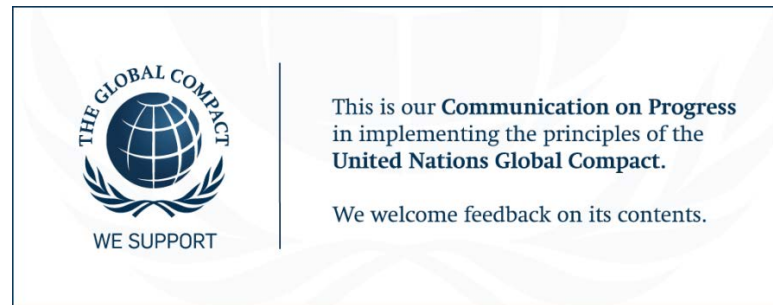 THE GLOBAL COMPACT
WE SUPPORT
This is our Communication on Progress
in implementing the principles of the
United Nations Global Compact.
We welcome feedback on its contents.